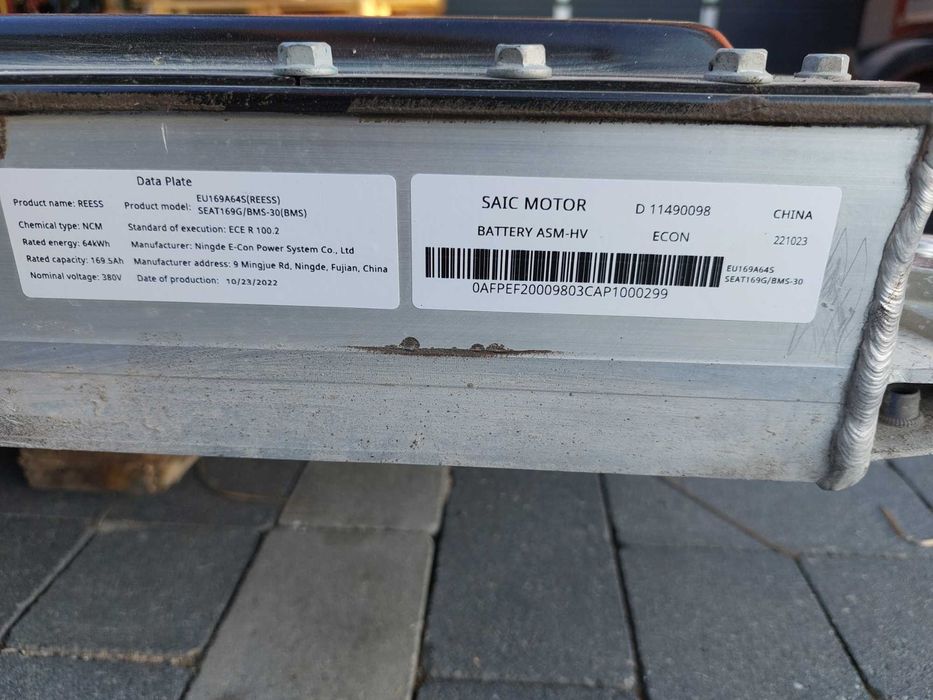 Data Plate
Product name: REESS
Product model: EU169A64S(REESS)
SEAT169G/BMS-30(BMS)
Chemical type: NCM
Standard of execution: ECE R 100.2
Rated energy: 64kWh
Manufacturer: Ningde E-Con Power System Co., Ltd
Rated capacity: 169.5Ah
Manufacturer address: 9 Mingjue Rd, Ningde, Fujian, China
Nominal voltage: 380V
Date of production: 10/23/2022
SAIC MOTOR D 11490098 CHINA
BATTERY ASM-HV ECON 221023
EU169A64S
SEAT169G/BMS-30
0AFPEF20009803CAP1000299